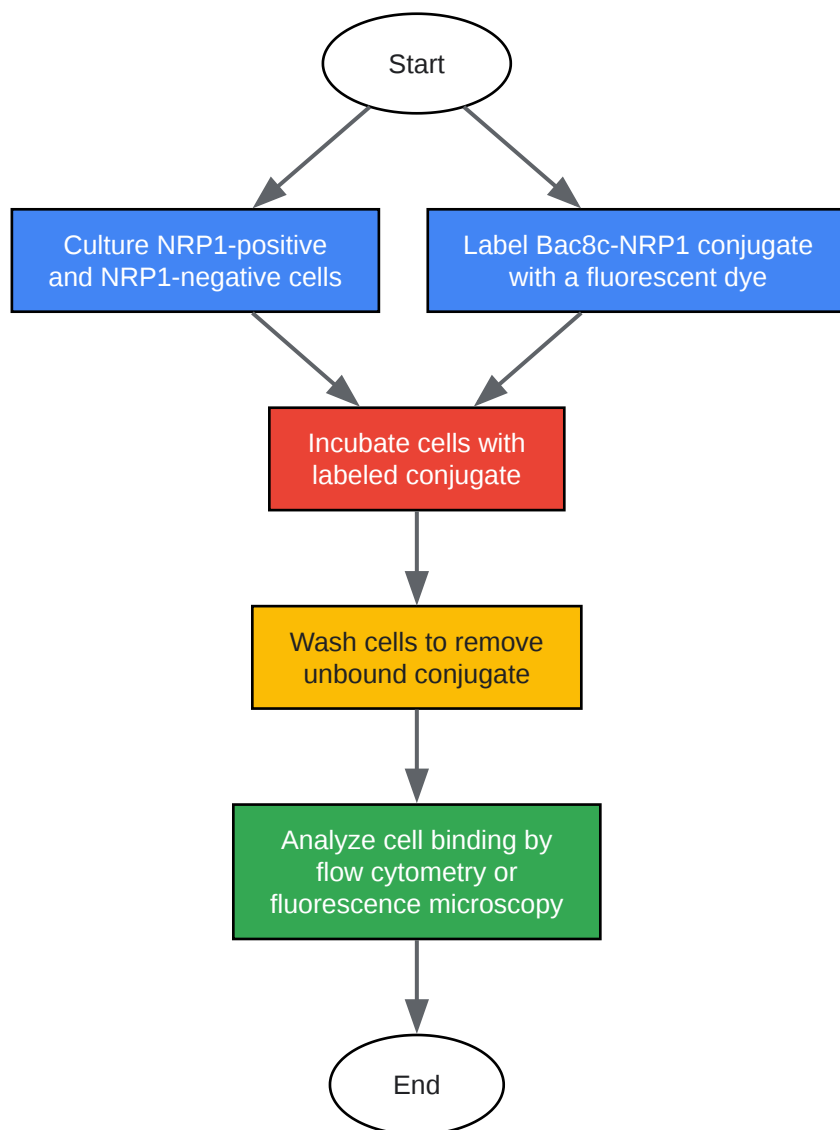 Start
Culture NRP1-positive
and NRP1-negative cells
Label Bac8c-NRP1 conjugate
with a fluorescent dye
Incubate cells with
labeled conjugate
Wash cells to remove
unbound conjugate
Analyze cell binding by
flow cytometry or
fluorescence microscopy
End